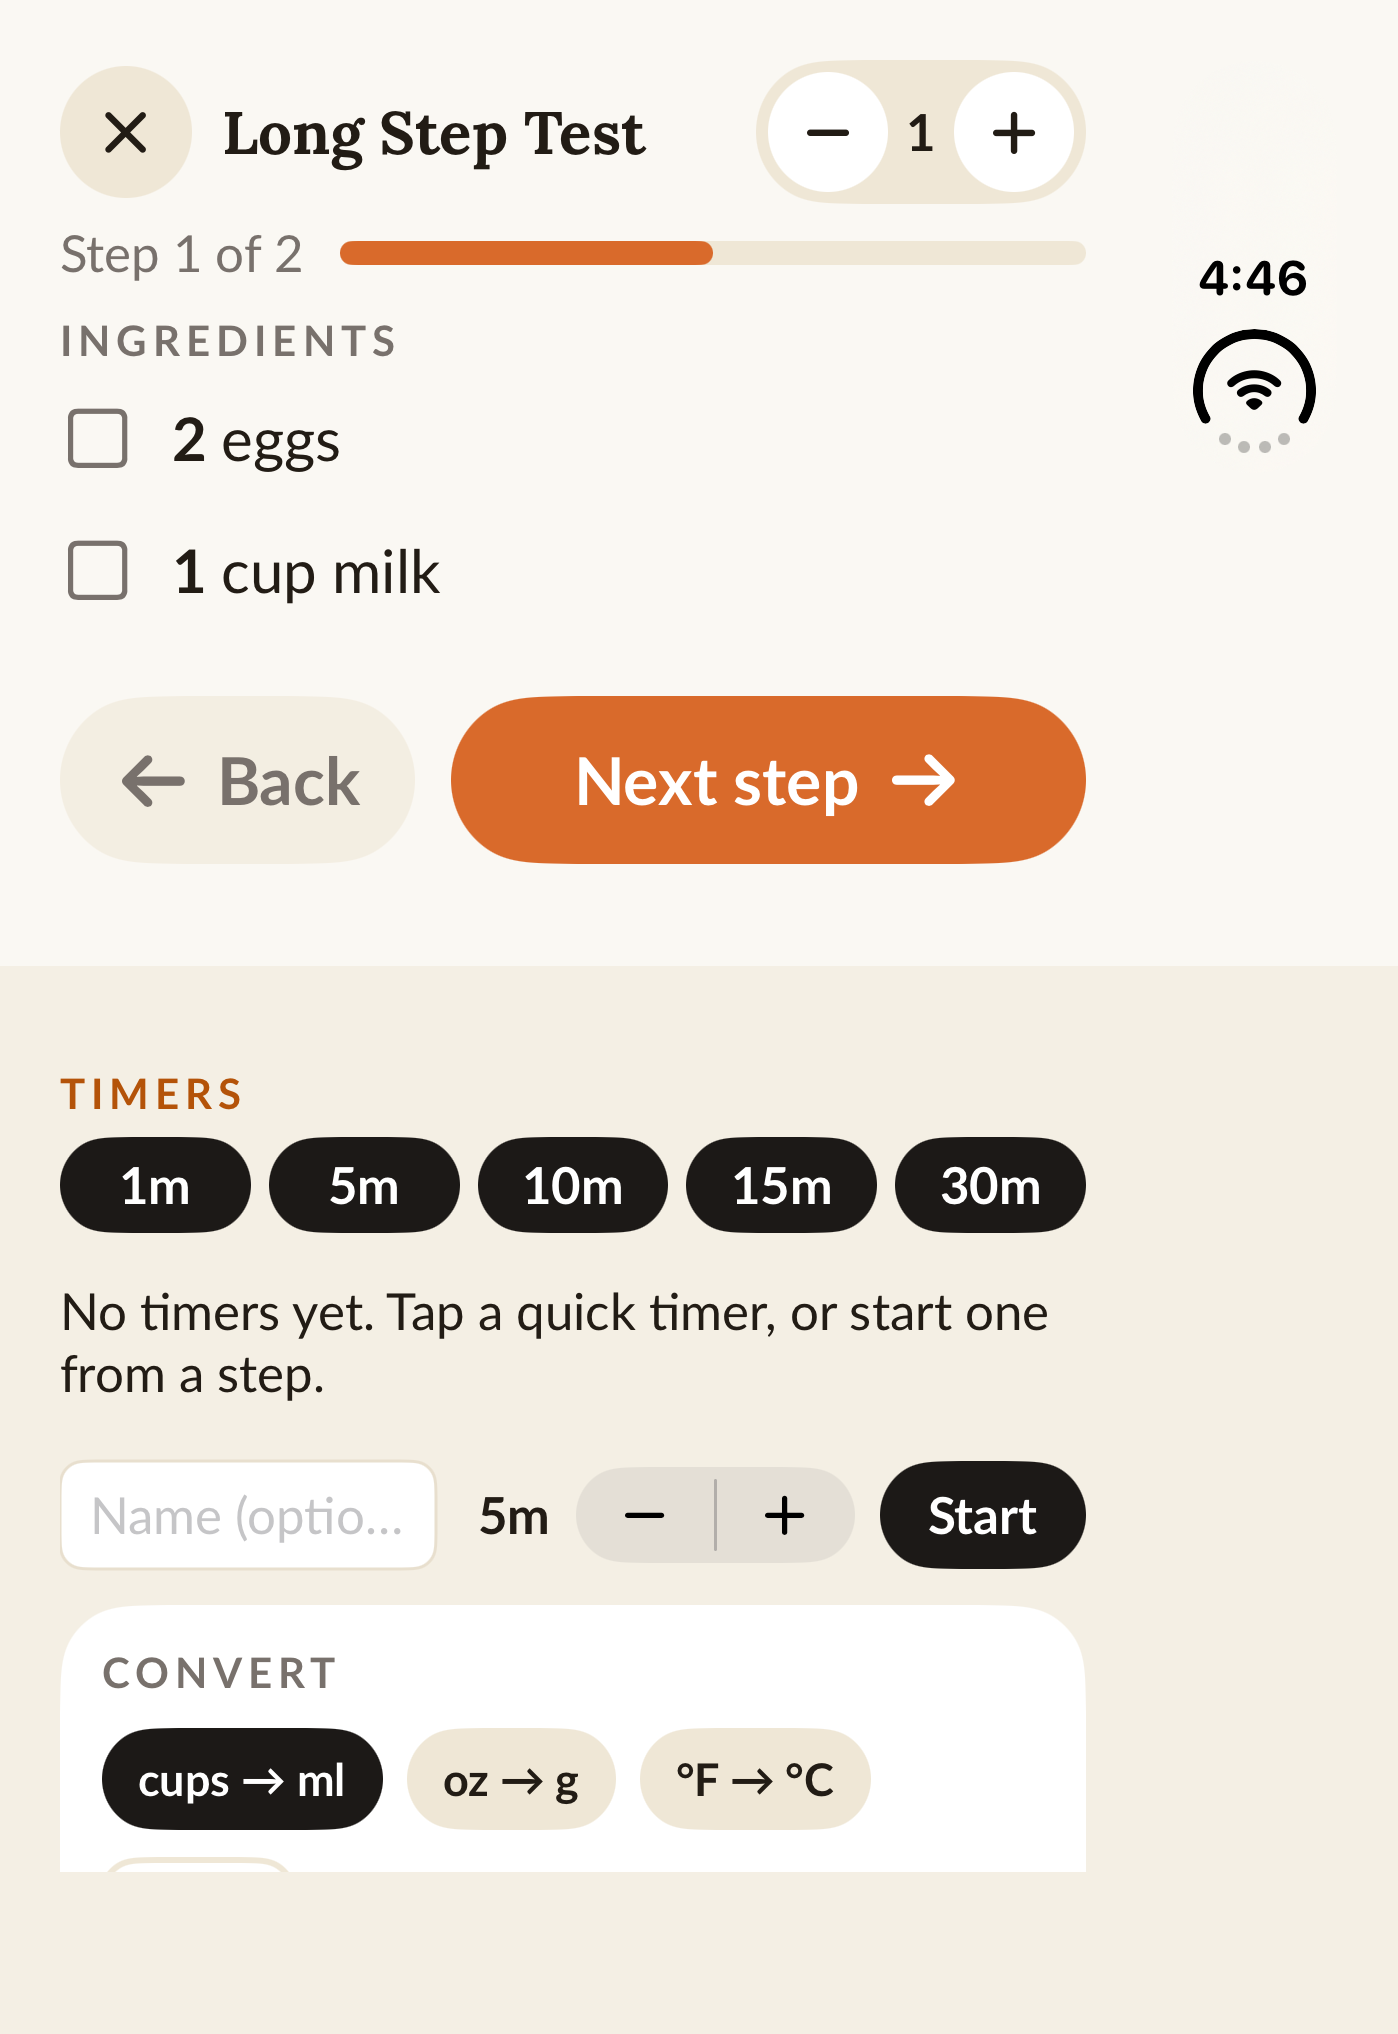 Long Step Test
1
Step 1 of 2
4:46
INGREDIENTS
2 eggs
1 cup milk
← Back
Next step →
TIMERS
1m
5m
10m
15m
30m
No timers yet. Tap a quick timer, or start one
from a step.
Name (optio...
5m
Start
CONVERT
cups → ml
oz → g
°F → °C